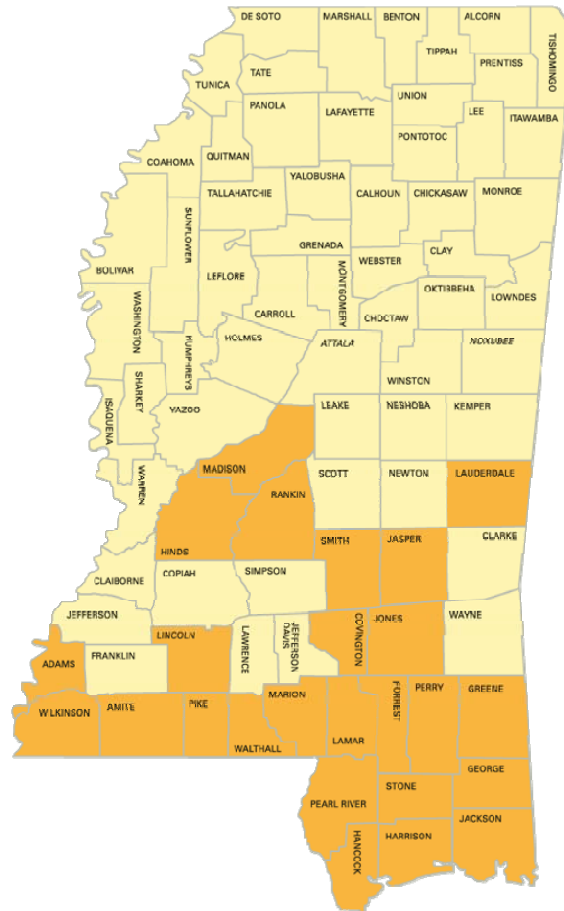 DE SOTO
MARSHALL
BENTON
ALCORN
TIPPAH
TISHOMINGO
PRENTISS
TATE
TUNICA
PANOLA
LAFAYETTE
UNION
LEE
ITAWAMBA
PONTOTOC
COAHOMA
QUITMAN
YALOBUSHA
TALLAHATCHIE
CALHOUN
CHICKASAW
MONROE
SUNFLOWER
GRENADA
CLAY
WEBSTER
BOLIVAR
LEFLORE
MONTGOMERY
OKTIBBEHA
LOWNDES
WASHINGTON
CARROLL
CHOCTAW
HUMPHREYS
HOLMES
ATTALA
NOXUBEE
SHARKEY
WINSTON
ISSAQUENA
YAZOO
LEAKE
NESHOBA
KEMPER
WARREN
MADISON
SCOTT
NEWTON
LAUDERDALE
RANKIN
HINDS
SMITH
JASPER
CLARKE
CLAIBORNE
COPIAH
SIMPSON
JEFFERSON
LINCOLN
LAWRENCE
JEFFERSON
DAVIS
COVINGTON
JONES
WAYNE
ADAMS
FRANKLIN
WILKINSON
AMITE
PIKE
MARION
FORREST
PERRY
GREENE
WALTHALL
LAMAR
GEORGE
STONE
PEARL RIVER
HANCOCK
HARRISON
JACKSON